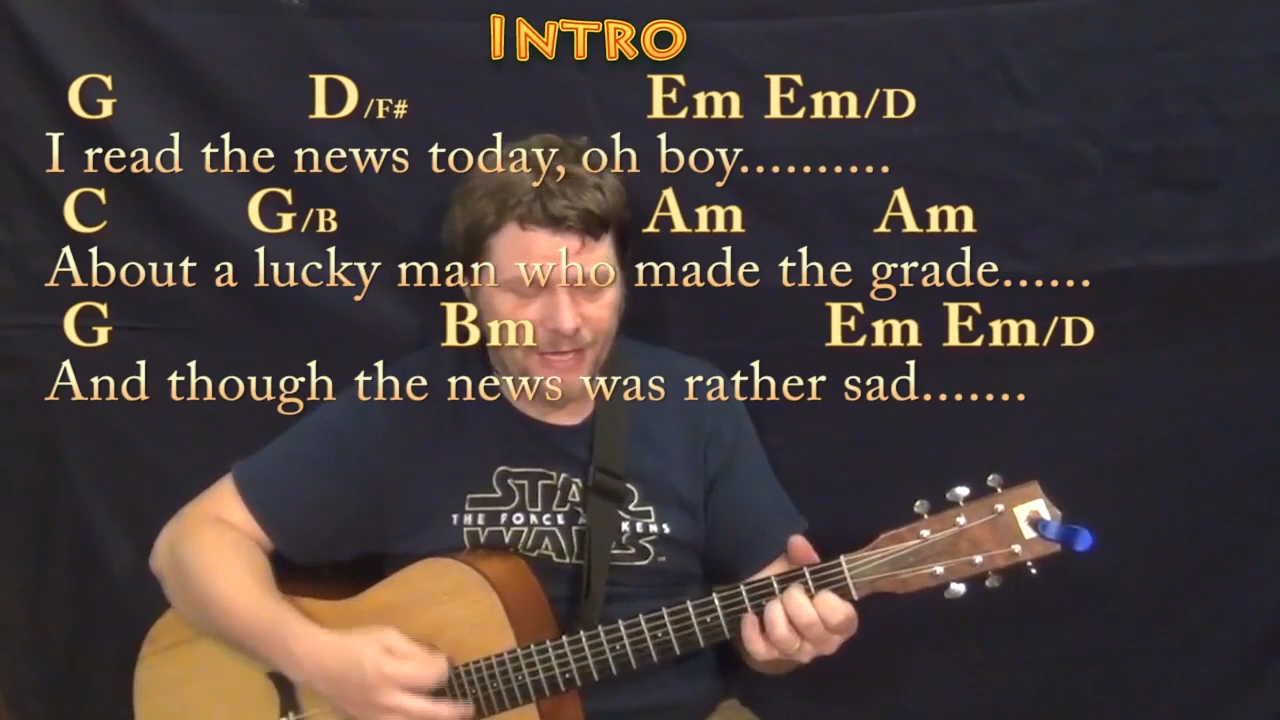 INTRO
G D/F# Em Em/D
I read the news today, oh boy..........
C G/B Am Am
About a lucky man who made the grade......
G Bm Em Em/D
And though the news was rather sad.......
STAR
THE FORCE AWAKENS
WARS